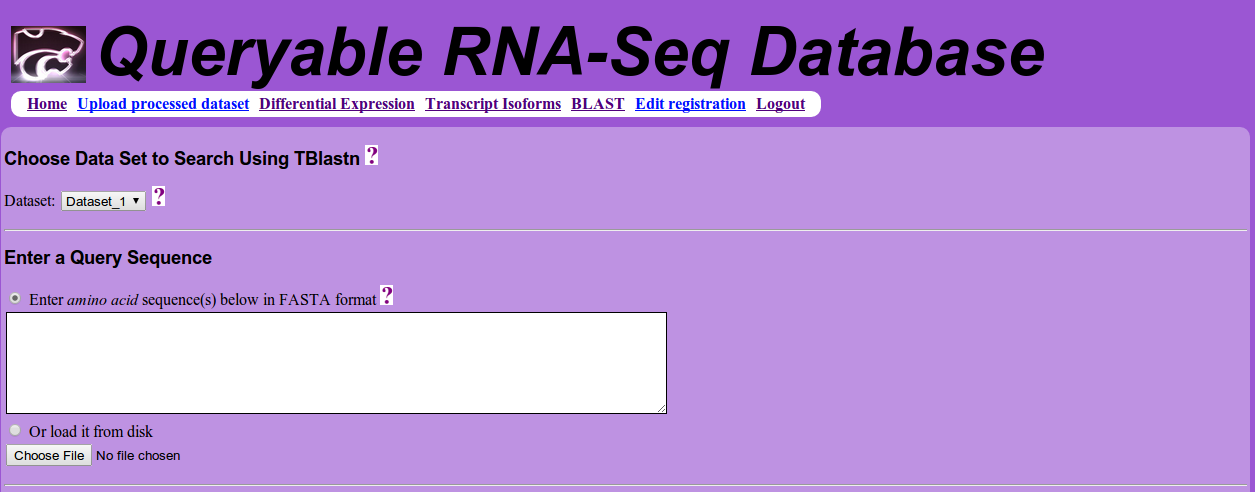 Queryable RNA-Seq Database
Home Upload processed dataset Differential Expression Transcript Isoforms BLAST Edit registration Logout
Choose Data Set to Search Using TBlastn ?
Dataset: Dataset_1 ▼ ?
Enter a Query Sequence
Enter amino acid sequence(s) below in FASTA format ?
Or load it from disk
Choose File No file chosen